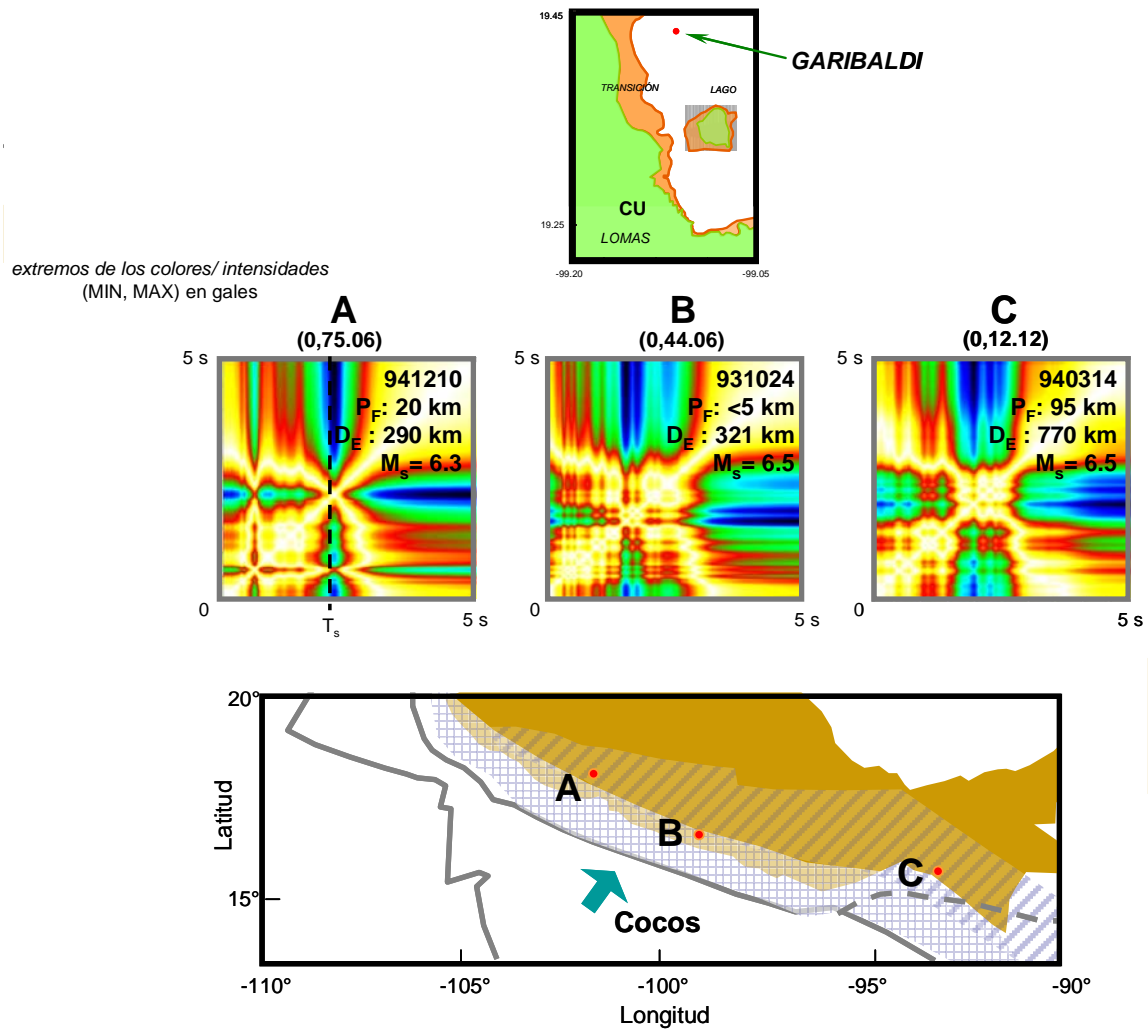 19.45
GARIBALDI
TRANSICIÓN
LAGO
CU
19.25
LOMAS
-99.20
-99.05
extremos de los colores/ intensidades
(MIN, MAX) en gales
A
(0,75.06)
5 s
941210
PF: 20 km
DE : 290 km
Ms= 6.3
0
Ts
5 s
B
(0,44.06)
5 s
931024
PF: <5 km
DE : 321 km
Ms= 6.5
0
5 s
C
(0,12.12)
5 s
940314
PF: 95 km
DE : 770 km
Ms= 6.5
0
5 s
20°
Latitud
15°
A
B
C
Cocos
-110°
-105°
-100°
-95°
-90°
Longitud